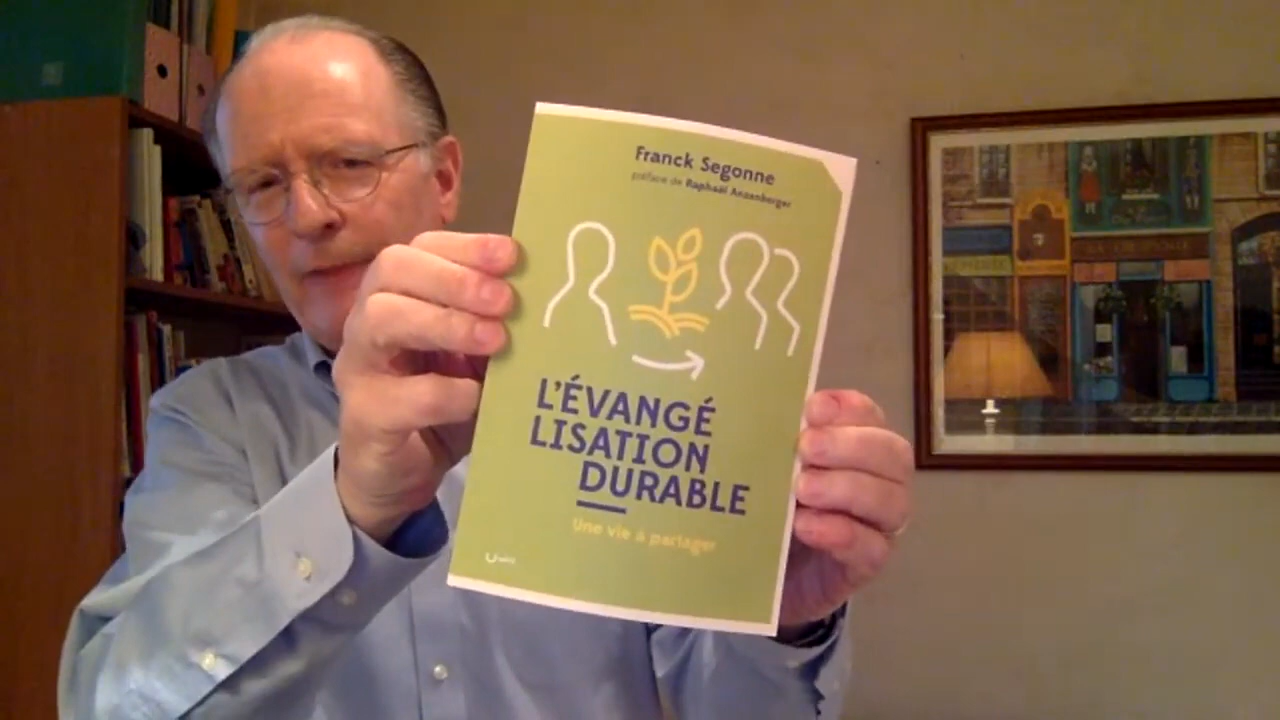 Franck Segonne
préface de Raphaël Anzenberger
L'ÉVANGÉ
LISATION
DURABLE
Une vie à partager